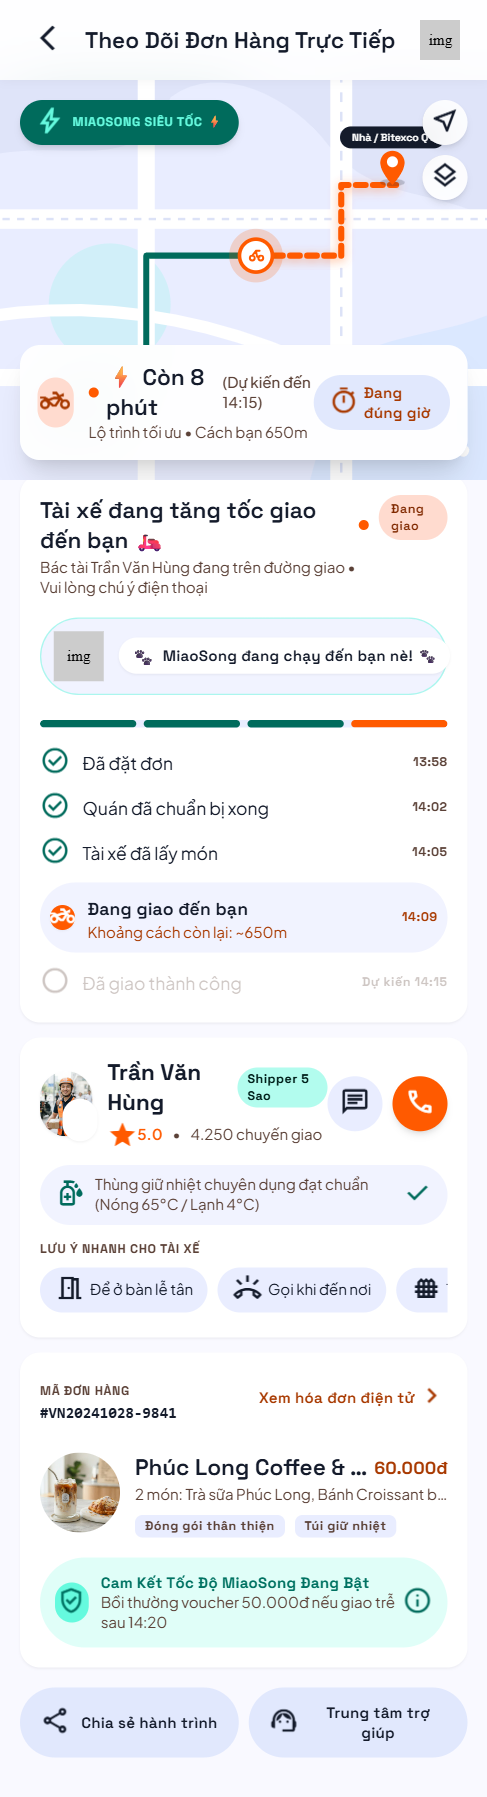 Theo Dõi Đơn Hàng Trực Tiếp
img
MIAOSONG SIÊU TỐC
Nhà / Bitexco Q
Còn 8
phút
(Dự kiến đến
14:15)
Lộ trình tối ưu • Cách bạn 650m
Đang
đúng giờ
Tài xế đang tăng tốc giao
đến bạn
Đang
giao
Bác tài Trần Văn Hùng đang trên đường giao •
Vui lòng chú ý điện thoại
img
MiaoSong đang chạy đến bạn nè!
Đã đặt đơn
13:58
Quán đã chuẩn bị xong
14:02
Tài xế đã lấy món
14:05
Đang giao đến bạn
14:09
Khoảng cách còn lại: ~650m
Đã giao thành công
Dự kiến 14:15
Trần Văn
Hùng
Shipper 5
Sao
5.0 • 4.250 chuyến giao
Thùng giữ nhiệt chuyên dụng đạt chuẩn
(Nóng 65°C / Lạnh 4°C)
LƯU Ý NHANH CHO TÀI XẾ
Để ở bàn lễ tân
Gọi khi đến nơi
MÃ ĐƠN HÀNG
#VN20241028-9841
Xem hóa đơn điện tử
Phúc Long Coffee & ...
60.000đ
2 món: Trà sữa Phúc Long, Bánh Croissant b...
Đóng gói thân thiện
Túi giữ nhiệt
Cam Kết Tốc Độ MiaoSong Đang Bật
Bồi thường voucher 50.000đ nếu giao trễ
sau 14:20
Chia sẻ hành trình
Trung tâm trợ
giúp